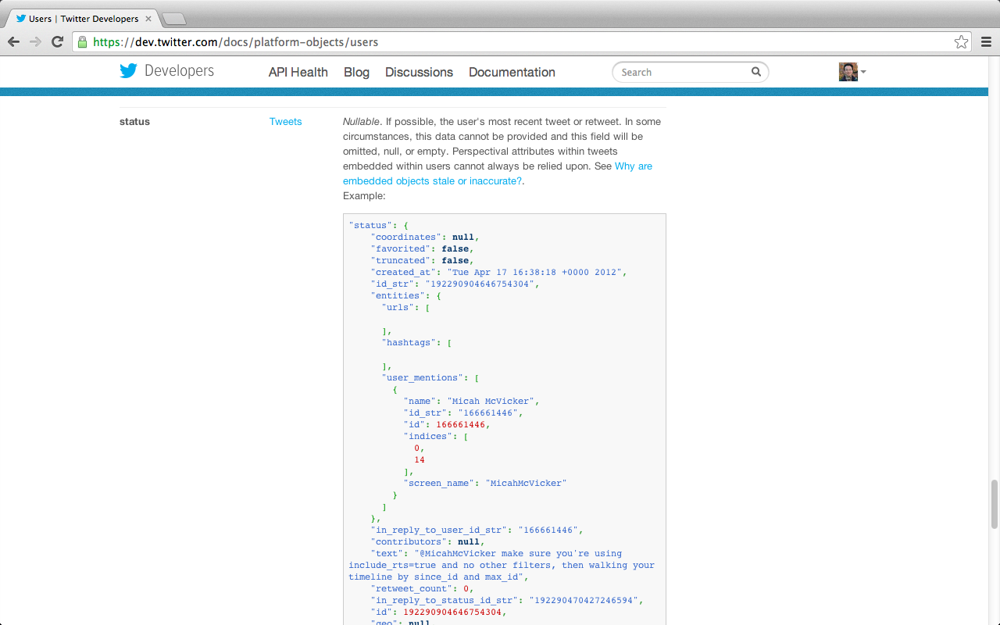 Users | Twitter Developers
https://dev.twitter.com/docs/platform-objects/users
Developers
API Health
Blog
Discussions
Documentation
Search
status
Tweets
Nullable. If possible, the user's most recent tweet or retweet. In some
circumstances, this data cannot be provided and this field will be
omitted, null, or empty. Perspectival attributes within tweets
embedded within users cannot always be relied upon. See Why are
embedded objects stale or inaccurate?.
Example:
"status": {
"coordinates": null,
"favorited": false,
"truncated": false,
"created_at": "Tue Apr 17 16:38:18 +0000 2012",
"id_str": "192290904646754304",
"entities": {
"urls": [
],
"hashtags": [
],
"user_mentions": [
{
"name": "Micah McVicker",
"id_str": "166661446",
"id": 166661446,
"indices": [
0,
14
],
"screen_name": "MicahMcVicker"
}
]
},
"in_reply_to_user_id_str": "166661446",
"contributors": null,
"text": "@MicahMcVicker make sure you're using
include_rts=true and no other filters, then walking your
timeline by since_id and max_id",
"retweet_count": 0,
"in_reply_to_status_id_str": "192290470427246594",
"id": 192290904646754304,
"geo": null